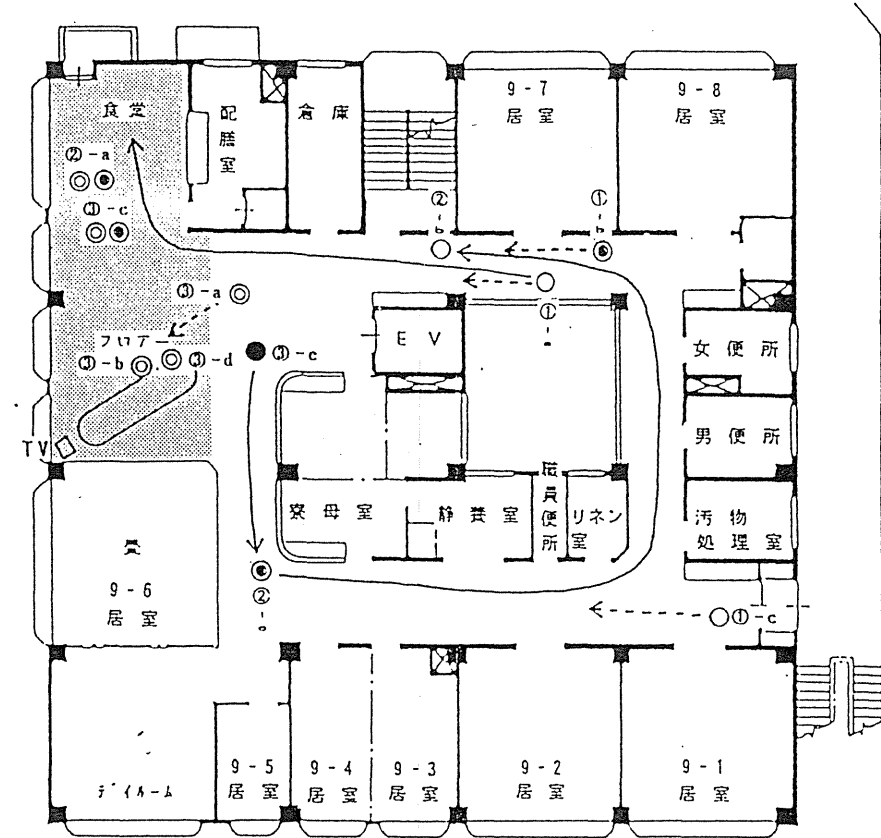 9-7
居室
9-8
居室
食堂
配膳室
倉庫
②-a
③-c
②
①
b
③-a
①
フロアー
③-b
③-d
③-e
EV
女便所
TV
男便所
寮母室
静養室
職員便所
リネン室
汚物
処理室
畳
9-6
居室
②
①-c
デイルーム
9-5
居室
9-4
居室
9-3
居室
9-2
居室
9-1
居室